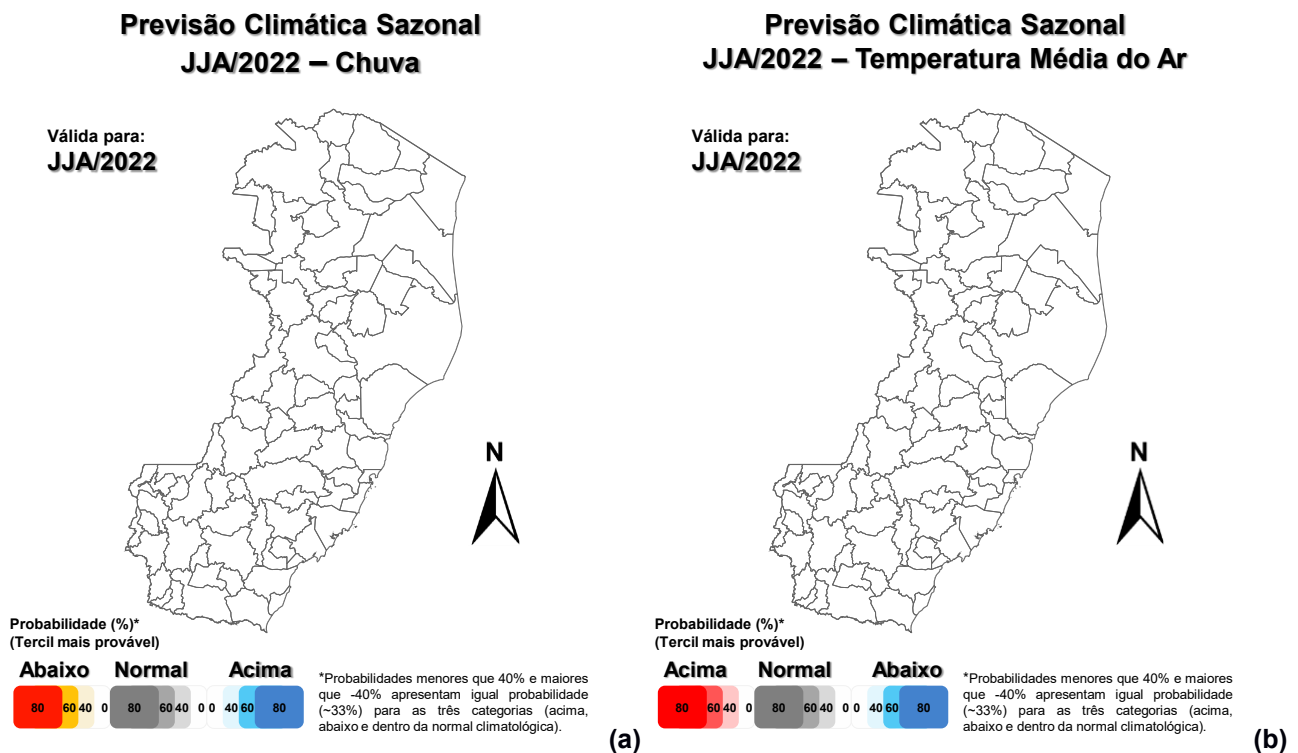 Previsão Climática Sazonal
JJA/2022 – Chuva
Válida para:
JJA/2022
N
Probabilidade (%)*
(Tercil mais provável)
Abaixo Normal Acima
80 60 40 0 80 60 40 0 0 40 60 80
*Probabilidades menores que 40% e maiores
que -40% apresentam igual probabilidade
(~33%) para as três categorias (acima,
abaixo e dentro da normal climatológica).
(a)
Previsão Climática Sazonal
JJA/2022 – Temperatura Média do Ar
Válida para:
JJA/2022
N
Probabilidade (%)*
(Tercil mais provável)
Acima Normal Abaixo
80 60 40 0 80 60 40 0 0 40 60 80
*Probabilidades menores que 40% e maiores
que -40% apresentam igual probabilidade
(~33%) para as três categorias (acima,
abaixo e dentro da normal climatológica).
(b)